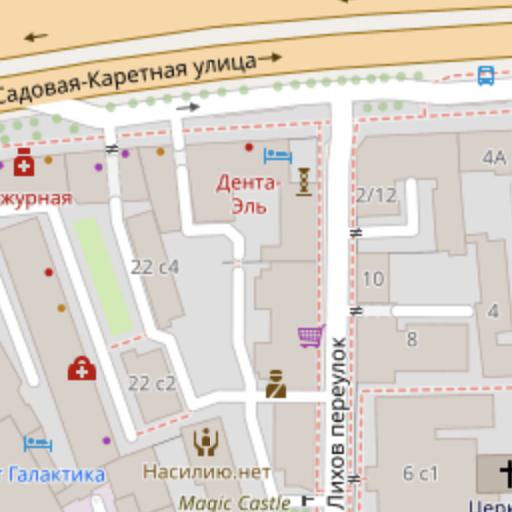 Садовая-Каретная улица
4А
журная
Дента-
Эль
2/12
22 с4
10
4
8
22 с2
Лихов переулок
т Галактика
Насилию.нет
6 с1
Magic Castle
Церк